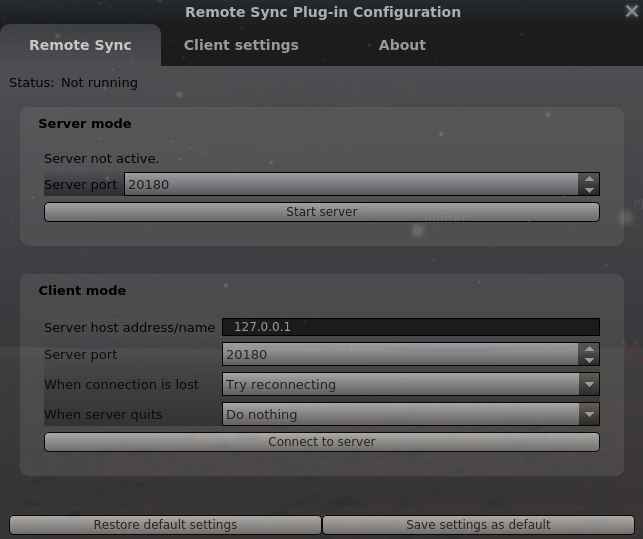 Remote Sync Plug-in Configuration
Remote Sync Client settings About
Status: Not running
Server mode
Server not active.
Server port 20180
Start server
Jupiter
Client mode
Server host address/name 127.0.0.1
Server port 20180
When connection is lost Try reconnecting
When server quits Do nothing
Connect to server
Restore default settings Save settings as default